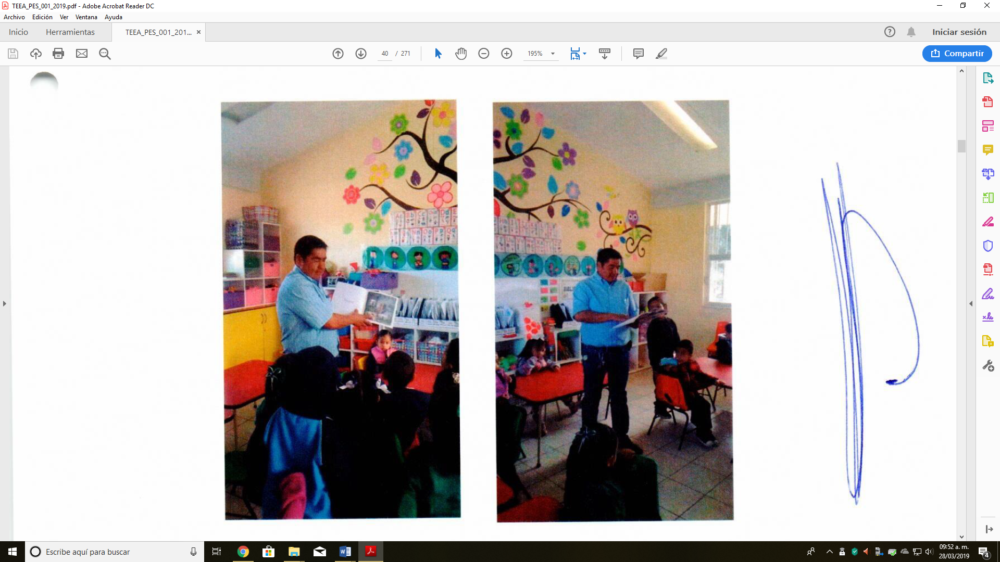 TEEA_PES_001_2019.pdf - Adobe Acrobat Reader DC
Archivo Edición Ver Ventana Ayuda
Inicio Herramientas TEEA_PES_001_201... Iniciar sesión
40 / 271 195% Compartir
Escribe aquí para buscar
09:52 a. m.
28/03/2019
4